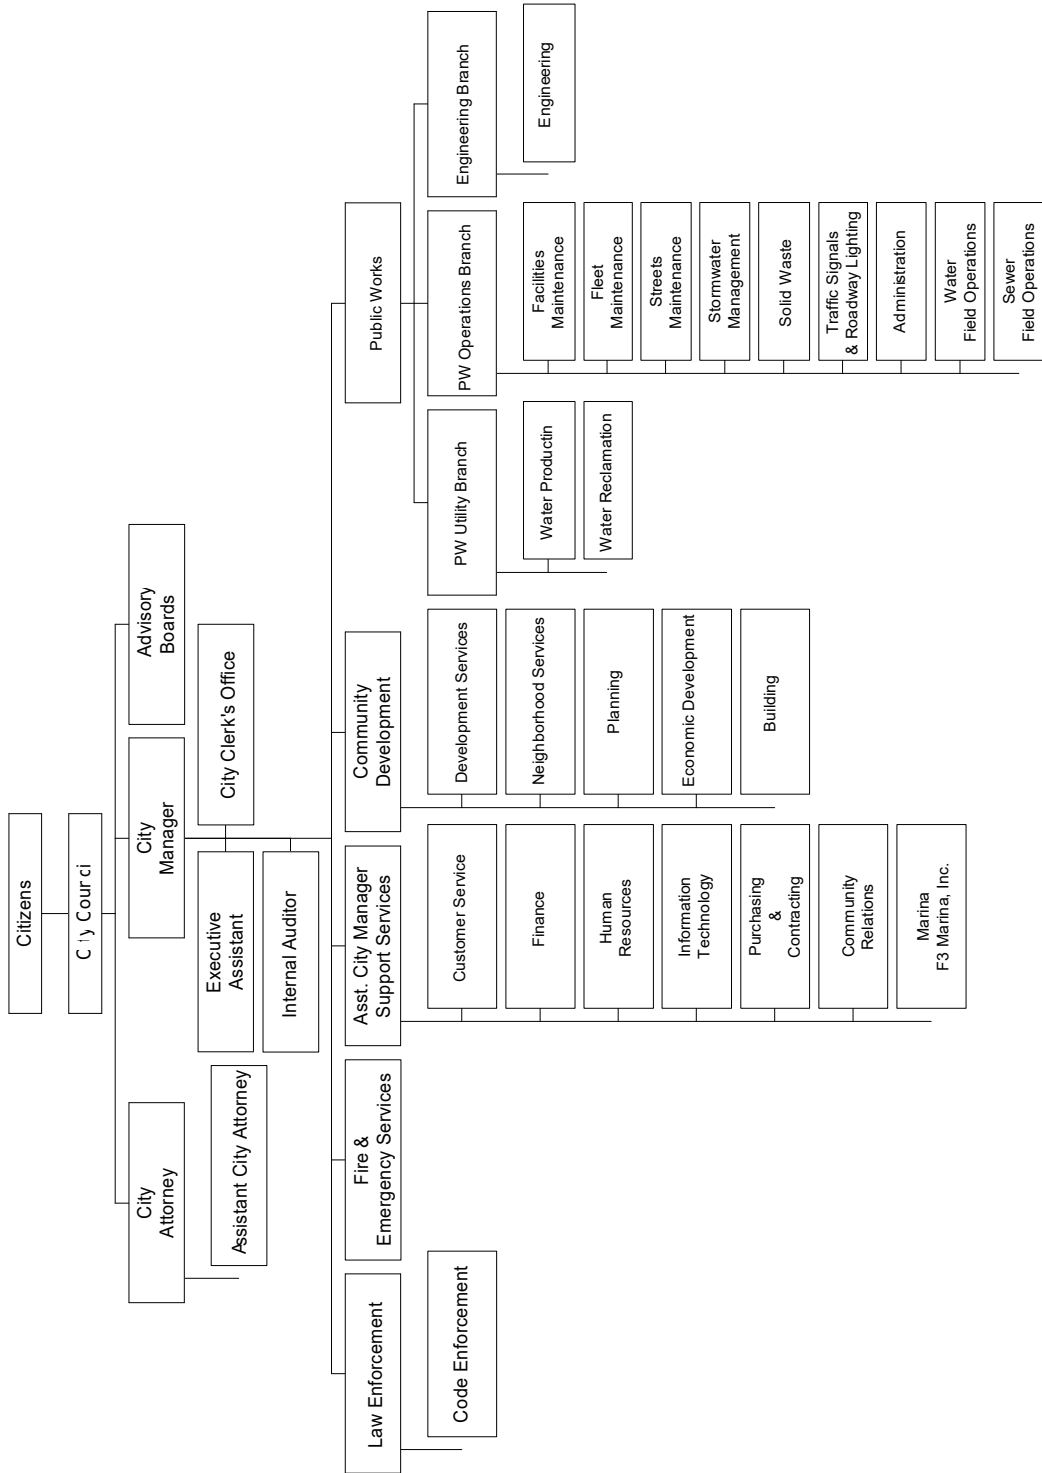 Citizens
City Counci
City
Attorney
City
Manager
Advisory
Boards
Assistant City Attorney
Executive
Assistant
City Clerk's Office
Internal Auditor
Law Enforcement
Fire &
Emergency Services
Asst. City Manager
Support Services
Community
Development
Public Works
Code Enforcement
Customer Service
Finance
Human
Resources
Information
Technology
Purchasing
&
Contracting
Community
Relations
Marina
F3 Marina, Inc.
Development Services
Neighborhood Services
Planning
Economic Development
Building
PW Utility Branch
PW Operations Branch
Engineering Branch
Water Productin
Water Reclamation
Facilities
Maintenance
Fleet
Maintenance
Streets
Maintenance
Stormwater
Management
Solid Waste
Traffic Signals
& Roadway Lighting
Administration
Water
Field Operations
Sewer
Field Operations
Engineering